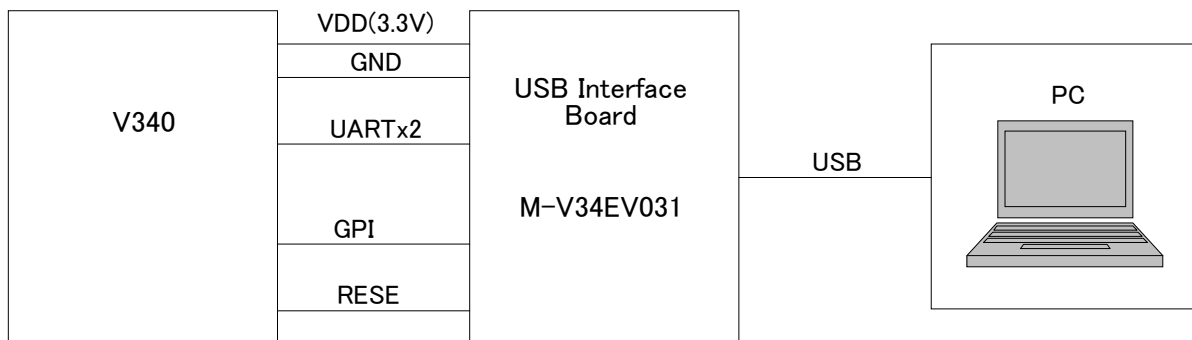 V340
VDD(3.3V)
GND
UARTx2
GPI
RESE
USB Interface
Board
M-V34EV031
USB
PC